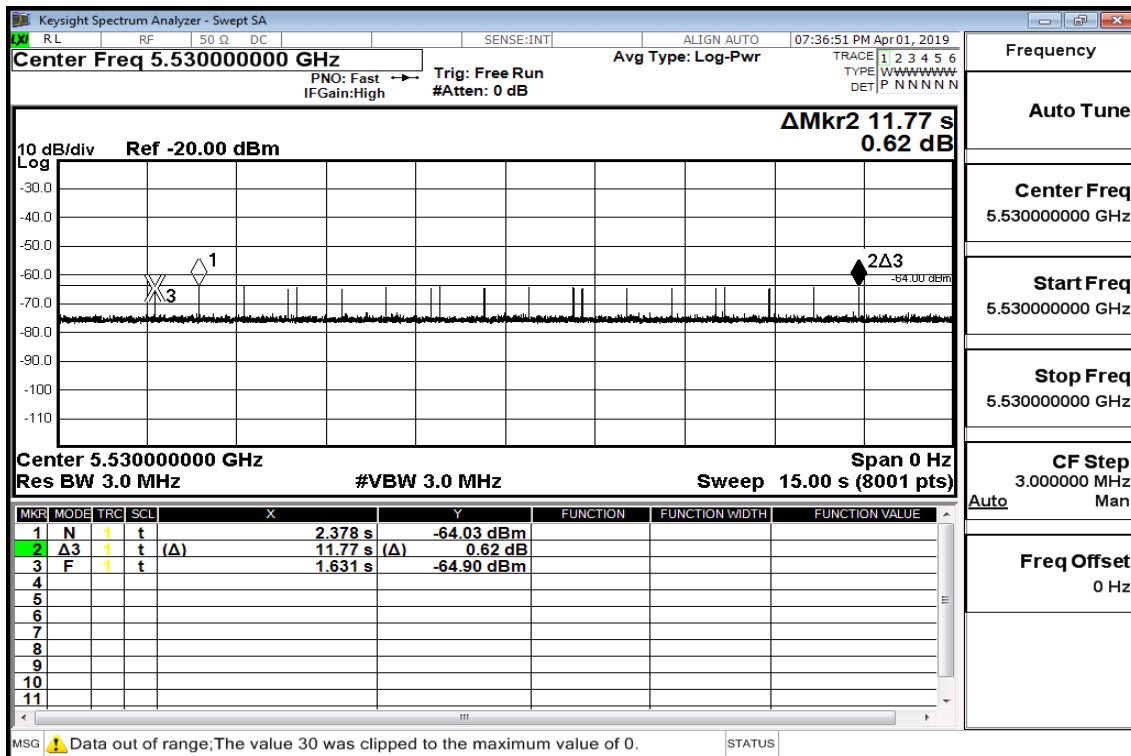 Keysight Spectrum Analyzer - Swept SA
LXI RL RF 50 Ω DC SENSE:INT ALIGN AUTO 07:36:51 PM Apr 01, 2019
Center Freq 5.530000000 GHz
PNO: Fast
IFGain:High
Trig: Free Run
#Atten: 0 dB
Avg Type: Log-Pwr
TRACE 1 2 3 4 5 6
TYPE WWWWWW
DET P N N N N N
ΔMkr2 11.77 s
0.62 dB
10 dB/div Ref -20.00 dBm
Log
-30.0
-40.0
-50.0
-60.0
-70.0
-80.0
-90.0
-100
-110
1
3
2Δ3
-64.00 dBm
Center 5.530000000 GHz Span 0 Hz
Res BW 3.0 MHz #VBW 3.0 MHz Sweep 15.00 s (8001 pts)
MKR MODE TRC SCL X Y FUNCTION FUNCTION WIDTH FUNCTION VALUE
1 N 1 t 2.378 s -64.03 dBm
2 Δ3 1 t (Δ) 11.77 s (Δ) 0.62 dB
3 F 1 t 1.631 s -64.90 dBm
4
5
6
7
8
9
10
11
MSG Data out of range;The value 30 was clipped to the maximum value of 0. STATUS
Frequency
Auto Tune
Center Freq
5.530000000 GHz
Start Freq
5.530000000 GHz
Stop Freq
5.530000000 GHz
CF Step
3.000000 MHz
Auto Man
Freq Offset
0 Hz